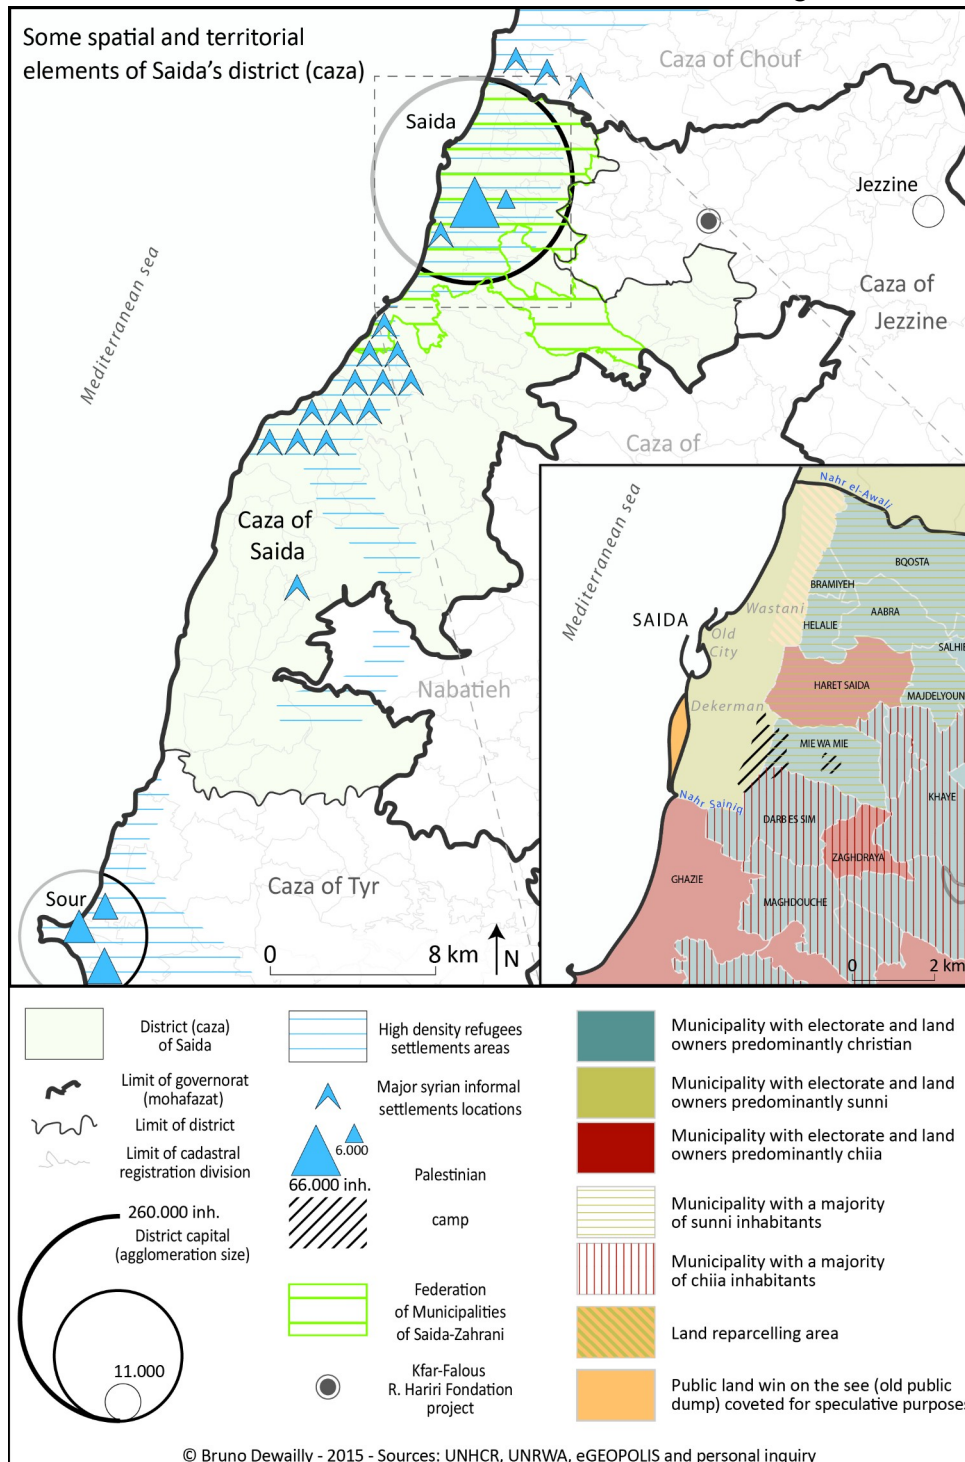 Some spatial and territorial
elements of Saida's district (caza)
Caza of Chouf
Saida
Jezzine
Mediterranean sea
Caza of
Jezzine
Caza of
Caza of
Saida
Nabatieh
Caza of Tyr
Sour
0
8 km
N
Mediterranean sea
Nahr el-Awali
BQOSTA
BRAMIYEH
Wastani
AABRA
SAIDA
HELALIE
Old
City
SALHIE
HARET SAIDA
MAJDELYOUN
Dekerman
MIE WA MIE
Nahr Sainiq
KHAYE
DARB ES SIM
ZAGHDRAYA
GHAZIE
MAGHDOUCHE
0
2 km
District (caza)
of Saida
Limit of governorat
(mohafazat)
Limit of district
Limit of cadastral
registration division
260.000 inh.
District capital
(agglomeration size)
11.000
High density refugees
settlements areas
Major syrian informal
settlements locations
6.000
66.000 inh.
Palestinian
camp
Federation
of Municipalities
of Saida-Zahrani
Kfar-Falous
R. Hariri Fondation
project
Municipality with electorate and land
owners predominantly christian
Municipality with electorate and land
owners predominantly sunni
Municipality with electorate and land
owners predominantly chiia
Municipality with a majority
of sunni inhabitants
Municipality with a majority
of chiia inhabitants
Land reparcelling area
Public land win on the see (old public
dump) coveted for speculative purposes
© Bruno Dewailly - 2015 - Sources: UNHCR, UNRWA, eGEOPOLIS and personal inquiry